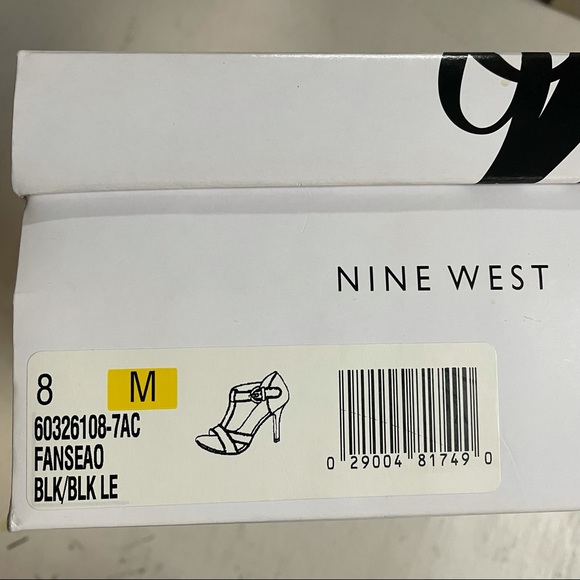 NINE WEST
8 M
60326108-7AC
FANSEAO
BLK/BLK LE
0 29004 81749 0